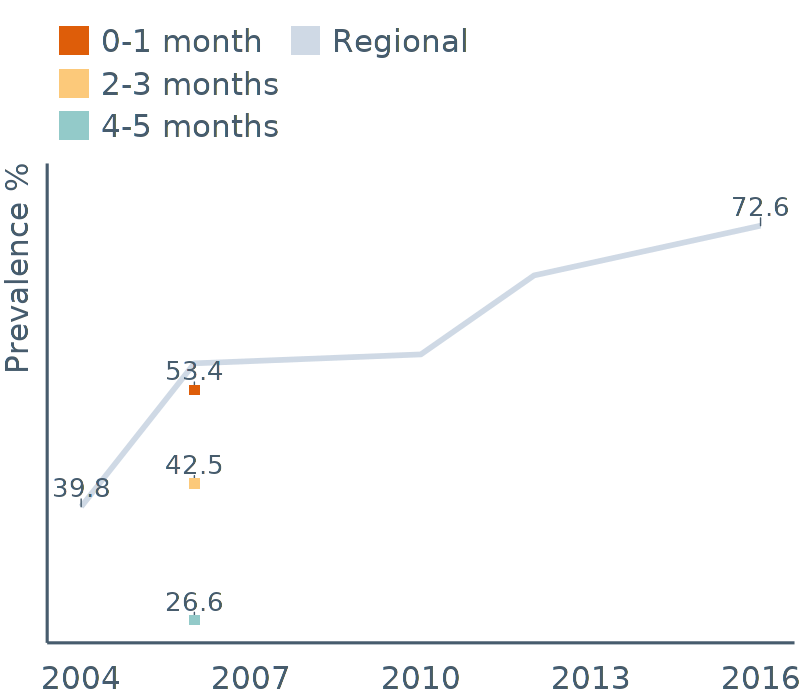 0-1 month
Regional
2-3 months
4-5 months
Prevalence %
72.6
53.4
42.5
39.8
26.6
2004 2007 2010 2013 2016